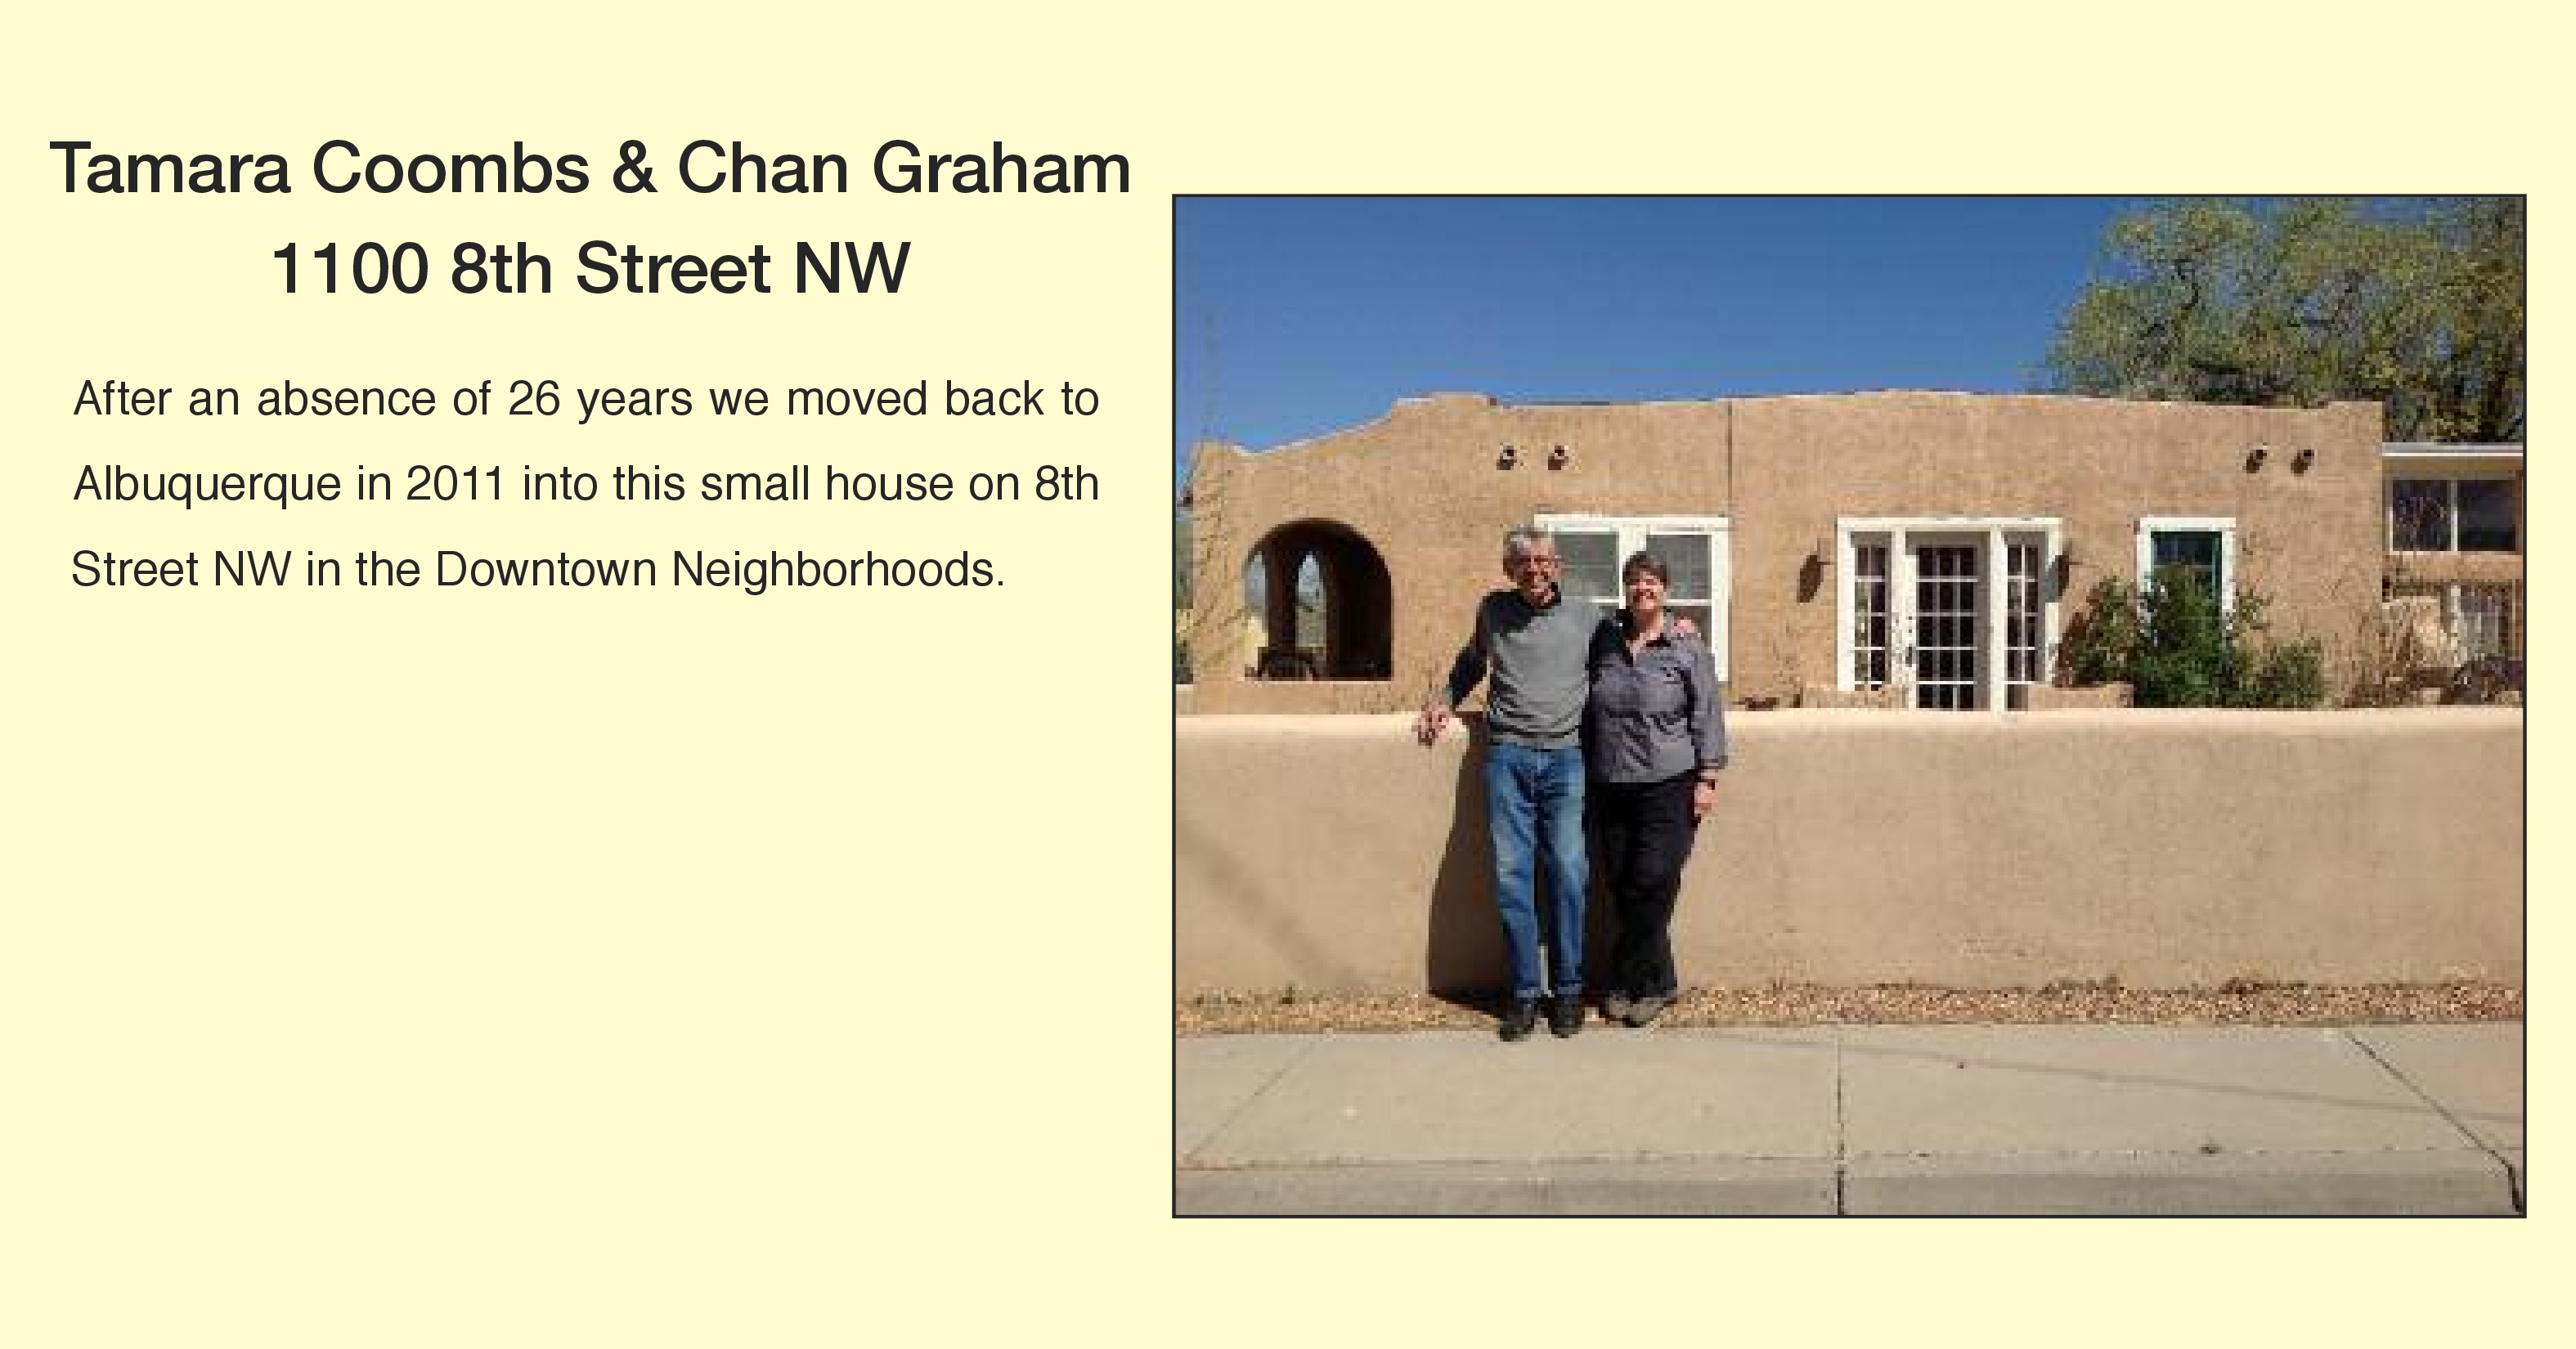 Tamara Coombs & Chan Graham
1100 8th Street NW
After an absence of 26 years we moved back to
Albuquerque in 2011 into this small house on 8th
Street NW in the Downtown Neighborhoods.